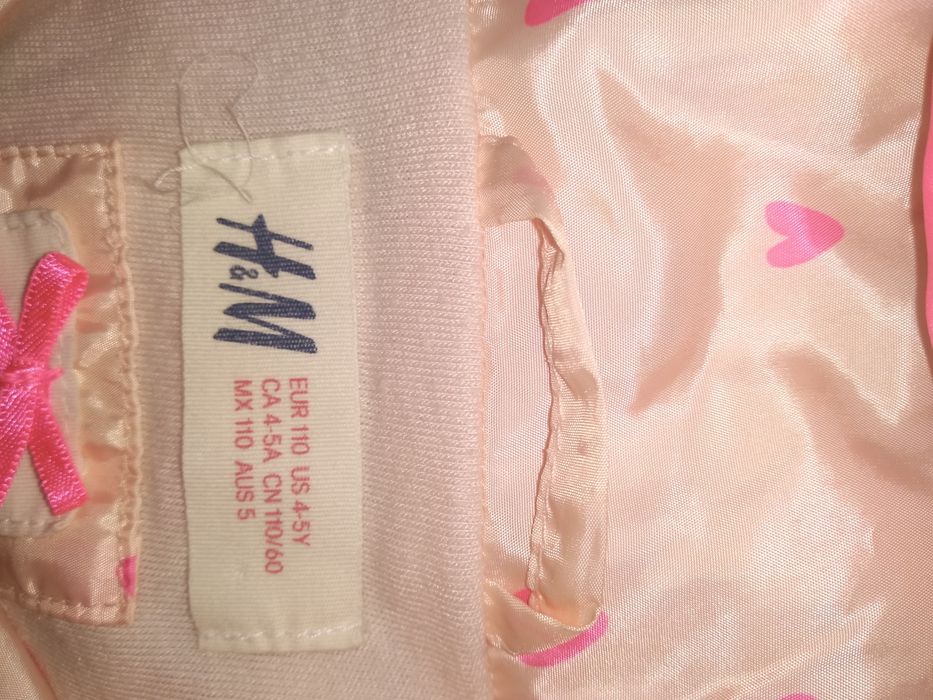 H&M
EUR 110 US 4-5Y
CA 4-5A CN 110/60
MX 110 AUS 5